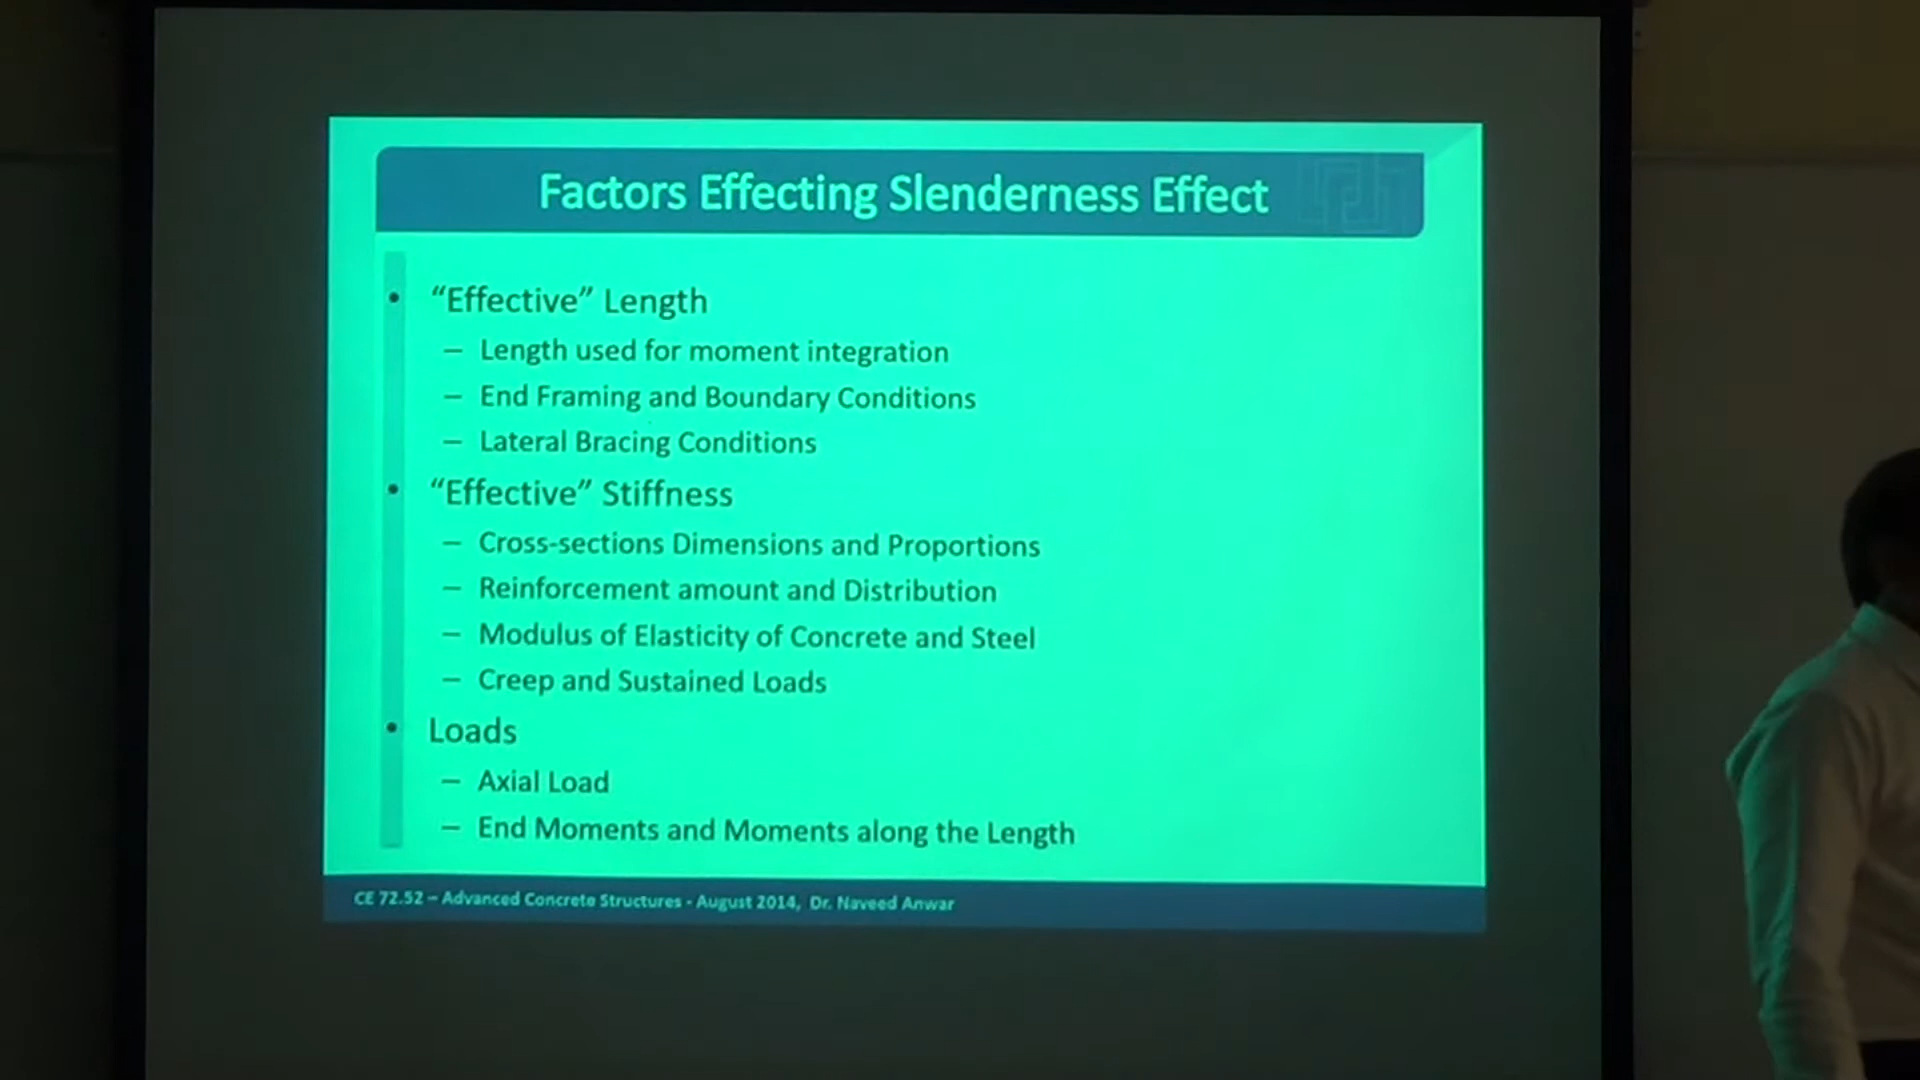 Factors Effecting Slenderness Effect
• “Effective” Length
– Length used for moment integration
– End Framing and Boundary Conditions
– Lateral Bracing Conditions
• “Effective” Stiffness
– Cross-sections Dimensions and Proportions
– Reinforcement amount and Distribution
– Modulus of Elasticity of Concrete and Steel
– Creep and Sustained Loads
• Loads
– Axial Load
– End Moments and Moments along the Length
CE 72.52 – Advanced Concrete Structures - August 2014, Dr. Naveed Anwar